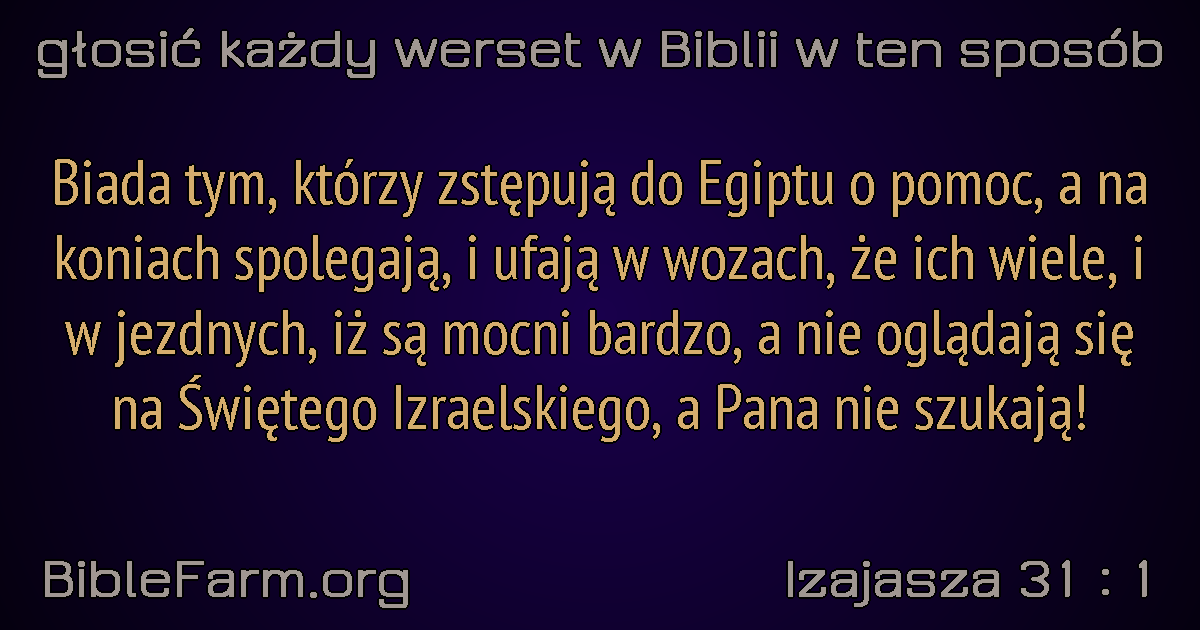 głosić każdy werset w Biblii w ten sposób
Biada tym, którzy zstępują do Egiptu o pomoc, a na
koniach spolegają, i ufają w wozach, że ich wiele, i
w jezdnych, iż są mocni bardzo, a nie oglądają się
na Świętego Izraelskiego, a Pana nie szukają!
BibleFarm.org
Izajasza 31 : 1